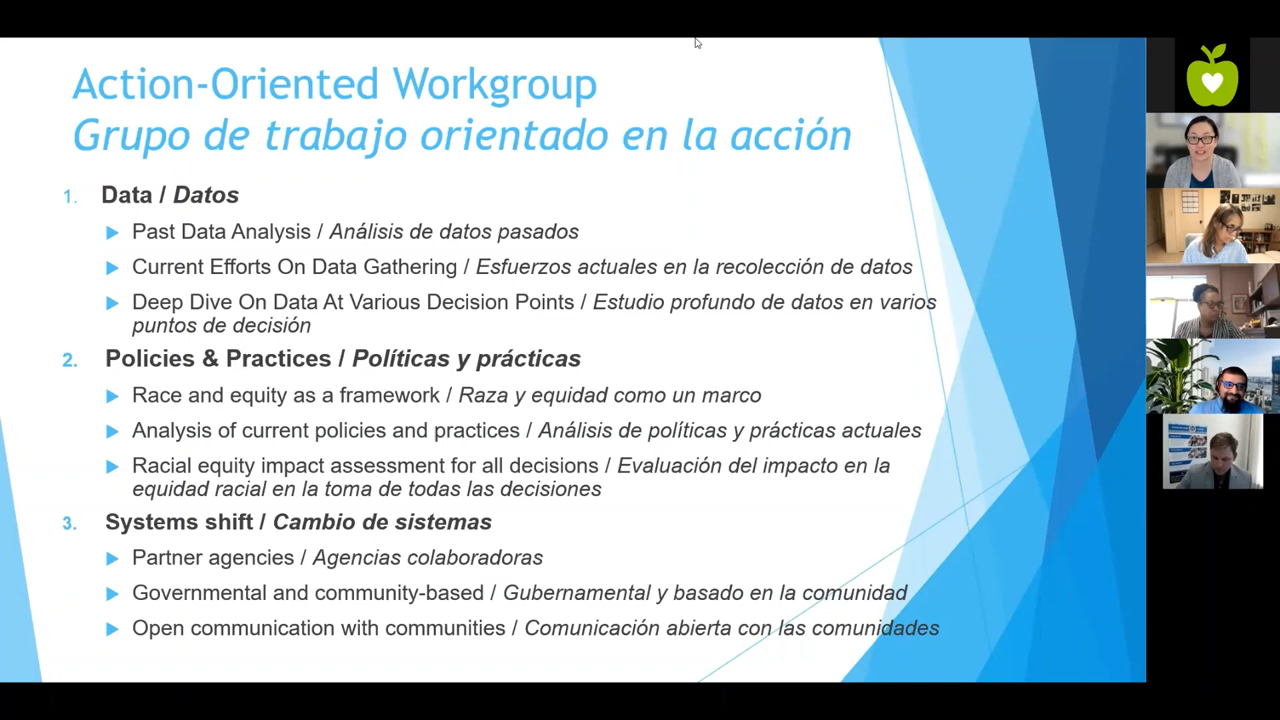 Action-Oriented Workgroup
Grupo de trabajo orientado en la acción
1. Data / Datos
Past Data Analysis / Análisis de datos pasados
Current Efforts On Data Gathering / Esfuerzos actuales en la recolección de datos
Deep Dive On Data At Various Decision Points / Estudio profundo de datos en varios
puntos de decisión
2. Policies & Practices / Políticas y prácticas
Race and equity as a framework / Raza y equidad como un marco
Analysis of current policies and practices / Análisis de políticas y prácticas actuales
Racial equity impact assessment for all decisions / Evaluación del impacto en la
equidad racial en la toma de todas las decisiones
3. Systems shift / Cambio de sistemas
Partner agencies / Agencias colaboradoras
Governmental and community-based / Gubernamental y basado en la comunidad
Open communication with communities / Comunicación abierta con las comunidades